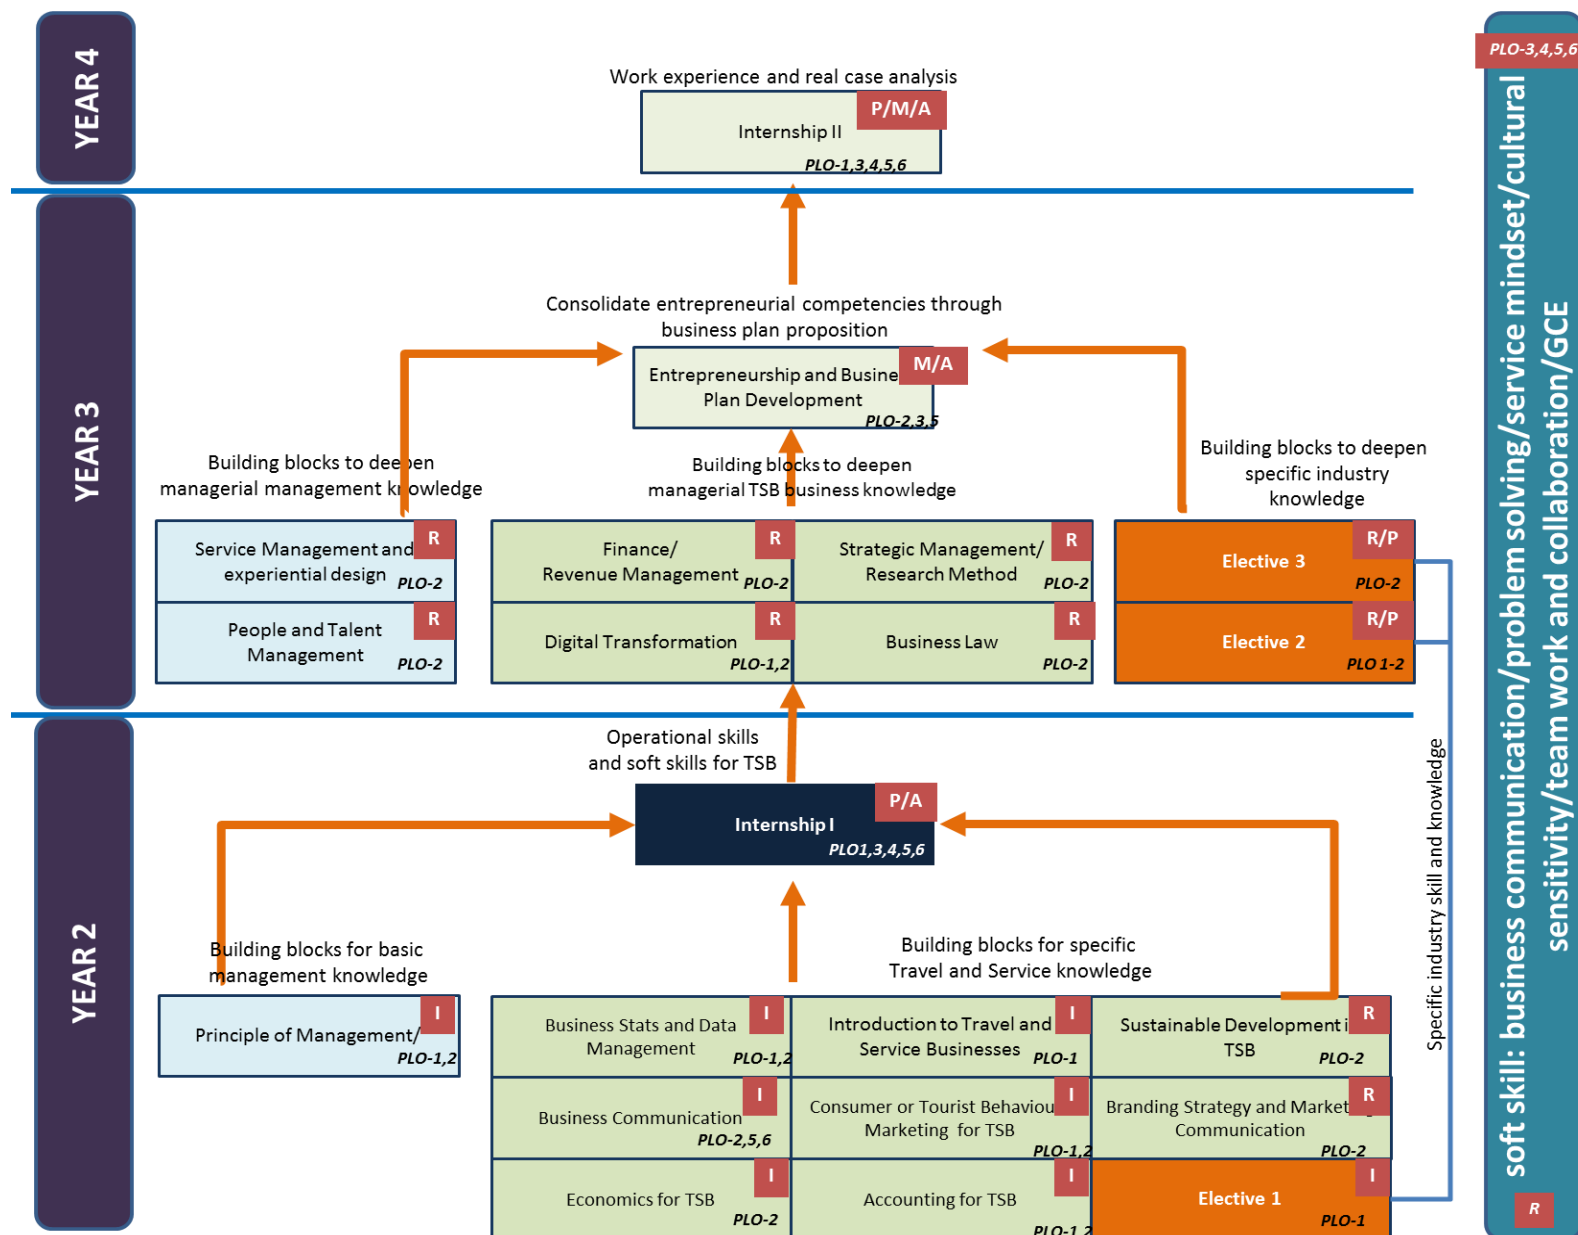 YEAR 4
Work experience and real case analysis
P/M/A
Internship II
PLO-1,3,4,5,6
YEAR 3
Consolidate entrepreneurial competencies through
business plan proposition
M/A
Entrepreneurship and Busine
Plan Development
PLO-2,3,5
Building blocks to deepen
managerial management knowledge
Building blocks to deepen
managerial TSB business knowledge
Building blocks to deepen
specific industry
knowledge
R
Service Management and
experiential design
PLO-2
R
People and Talent
Management
PLO-2
R
Finance/
Revenue Management
PLO-2
R
Strategic Management/
Research Method
PLO-2
R
Digital Transformation
PLO-1,2
R
Business Law
PLO-2
R/P
Elective 3
PLO-2
R/P
Elective 2
PLO 1-2
YEAR 2
Operational skills
and soft skills for TSB
P/A
Internship I
PLO1,3,4,5,6
Building blocks for basic
management knowledge
Building blocks for specific
Travel and Service knowledge
I
Principle of Management/
PLO-1,2
I
Business Stats and Data
Management
PLO-1,2
I
Introduction to Travel and
Service Businesses
PLO-1
R
Sustainable Development i
TSB
PLO-2
I
Business Communication
PLO-2,5,6
I
Consumer or Tourist Behaviou
Marketing for TSB
PLO-1,2
R
Branding Strategy and Market
Communication
PLO-2
I
Economics for TSB
PLO-2
I
Accounting for TSB
PLO-1,2
I
Elective 1
PLO-1
Specific industry skill and knowledge
PLO-3,4,5,6
soft skill: business communication/problem solving/service mindset/cultural
sensitivity/team work and collaboration/GCE
R